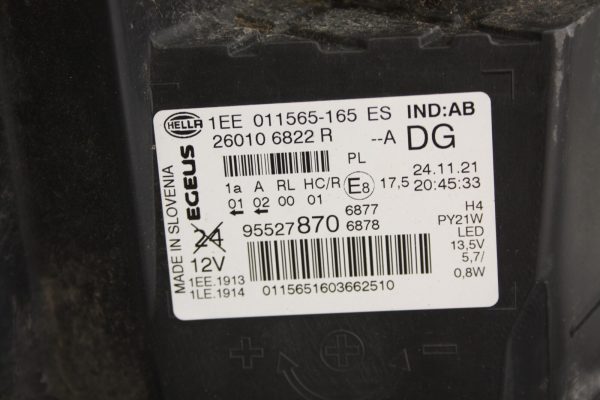 HELLA 1EE 011565-165 ES IND:AB
26010 6822 R --A DG
PL 24.11.21
1a A RL HC/R E8 17,5 20:45:33
01 02 00 01
6877 H4
95527870 6878 PY21W
LED
13,5V
5,7/
0,8W
0115651603662510
MADE IN SLOVENIA
EGEUS
24
12V
1EE.1913
1LE.1914